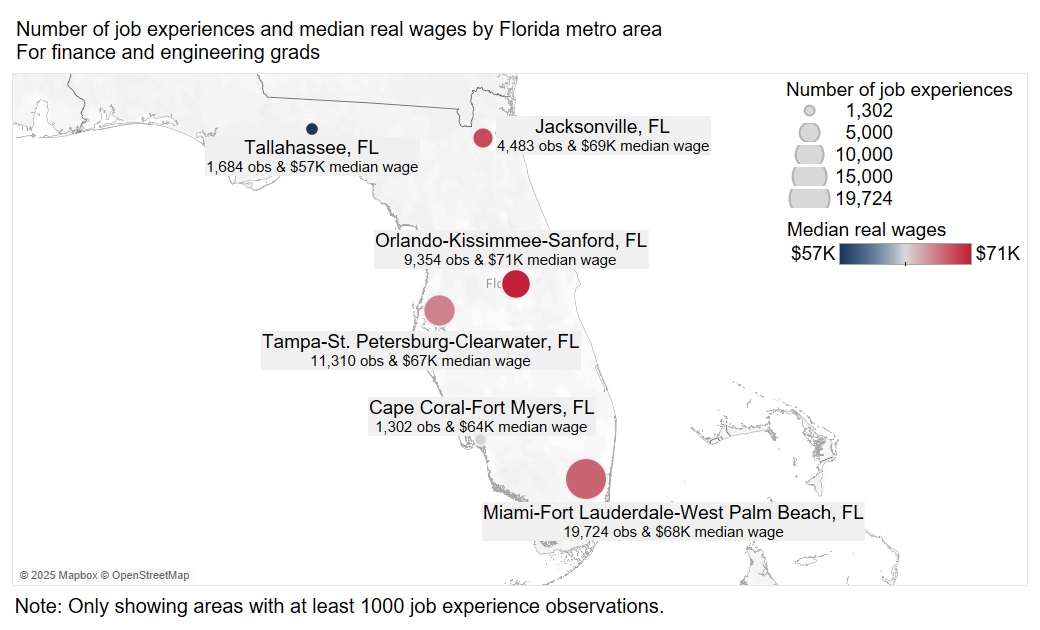 Number of job experiences and median real wages by Florida metro area
For finance and engineering grads
Number of job experiences
1,302
5,000
10,000
15,000
19,724
Median real wages
$57K $71K
Tallahassee, FL
1,684 obs & $57K median wage
Jacksonville, FL
4,483 obs & $69K median wage
Orlando-Kissimmee-Sanford, FL
9,354 obs & $71K median wage
Tampa-St. Petersburg-Clearwater, FL
11,310 obs & $67K median wage
Cape Coral-Fort Myers, FL
1,302 obs & $64K median wage
Miami-Fort Lauderdale-West Palm Beach, FL
19,724 obs & $68K median wage
© 2025 Mapbox © OpenStreetMap
Note: Only showing areas with at least 1000 job experience observations.